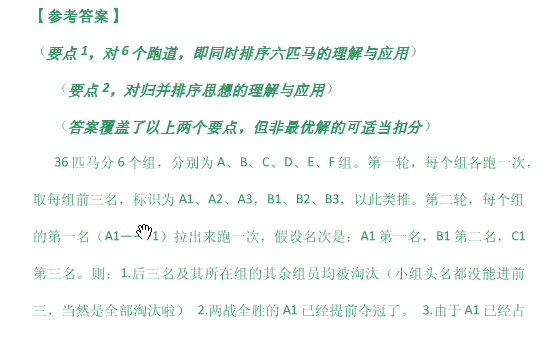 【参考答案】
（要点 1，对 6 个跑道，即同时排序六匹马的理解与应用）
（要点 2，对归并排序思想的理解与应用）
（答案覆盖了以上两个要点，但非最优解的可适当扣分）
36 匹马分 6 个组，分别为 A、B、C、D、E、F 组。第一轮，每个组各跑一次，
取每组前三名，标识为 A1、A2、A3，B1、B2、B3，以此类推。第二轮，每个组
的第一名（A1—1）拉出来跑一次，假设名次是：A1 第一名，B1 第二名，C1
第三名。则：1.后三名及其所在组的其余组员均被淘汰（小组头名都没能进前
三，当然是全部淘汰啦） 2.两战全胜的 A1 已经提前夺冠了。 3.由于 A1 已经占